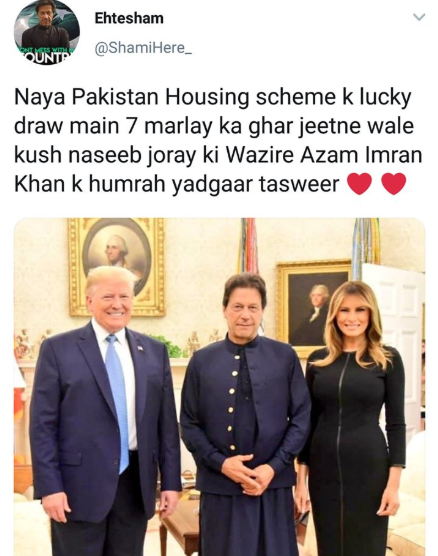 Ehtesham
@ShamiHere_
Naya Pakistan Housing scheme k lucky
draw main 7 marlay ka ghar jeetne wale
kush naseeb joray ki Wazire Azam Imran
Khan k humrah yadgaar tasweer ❤️ ❤️